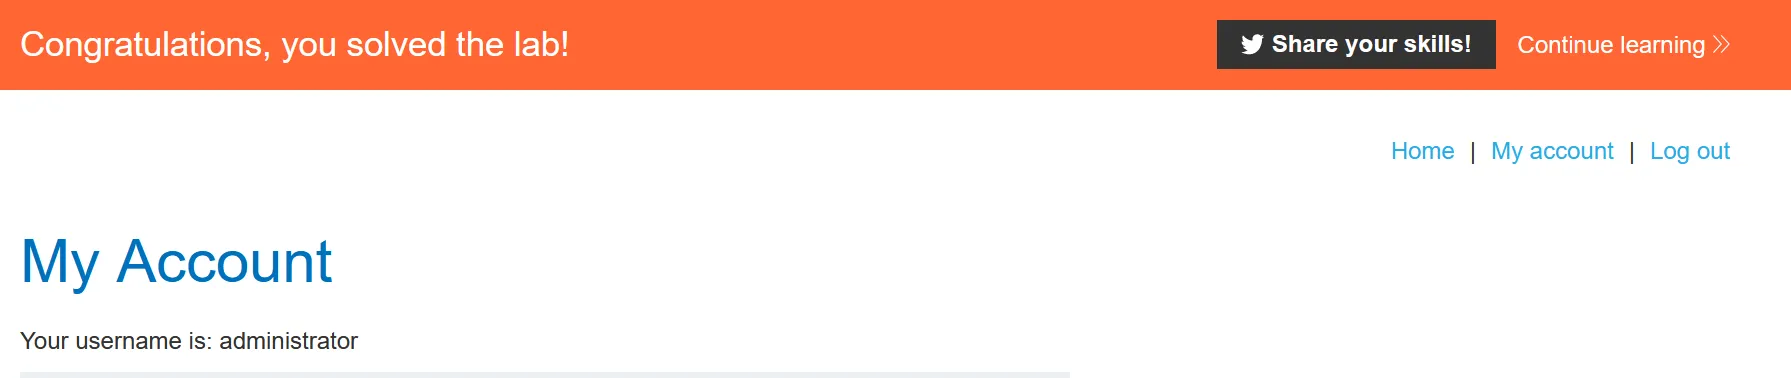 Congratulations, you solved the lab!
Share your skills!
Continue learning
Home | My account | Log out
My Account
Your username is: administrator